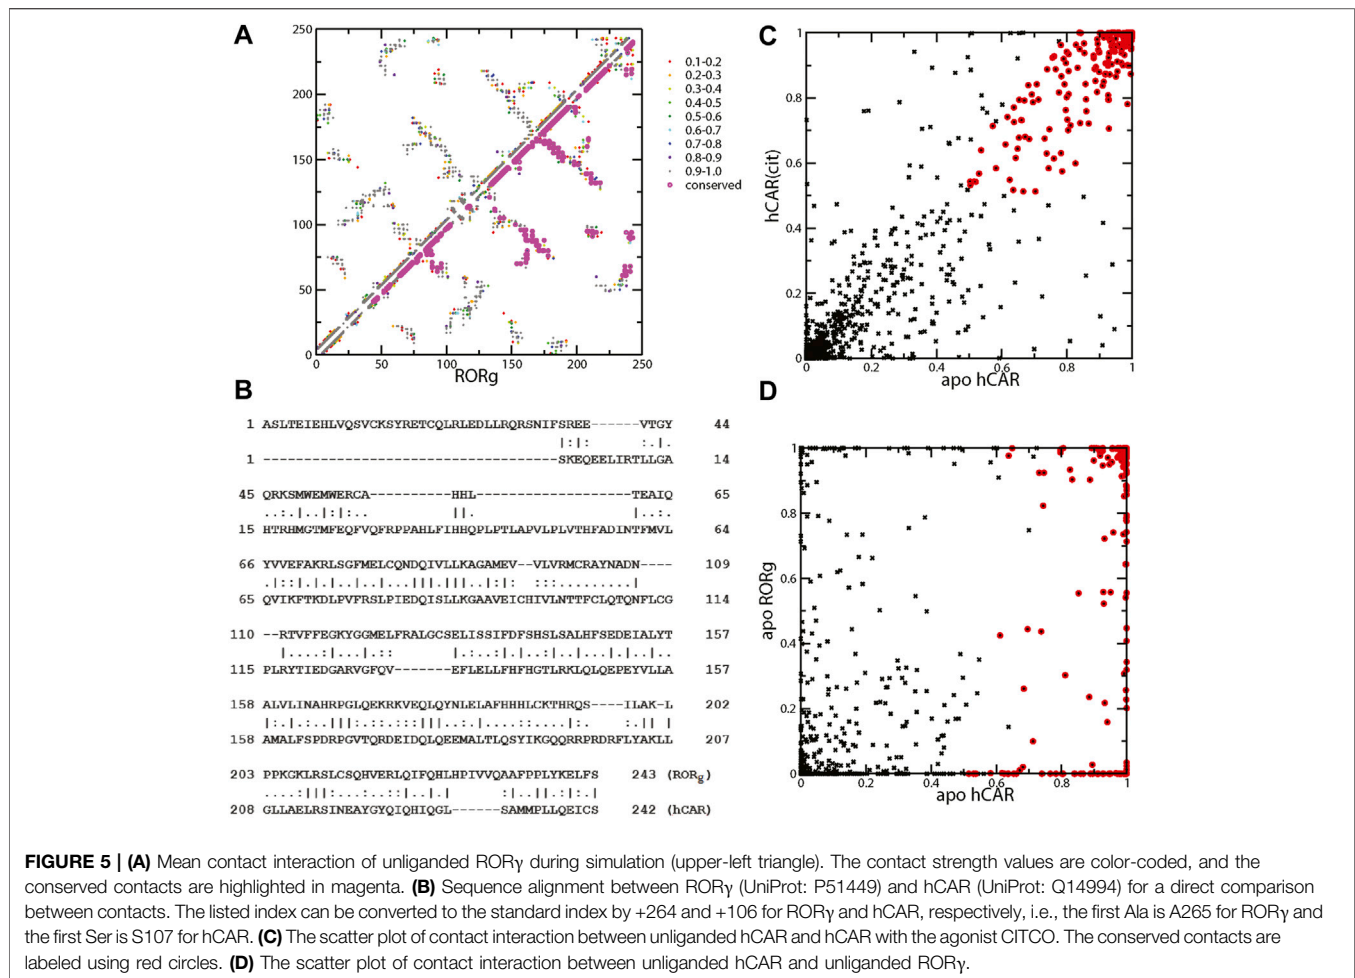 A
250
200
150
100
50
0
0 50 100 150 200 250
RORg
0.1-0.2
0.2-0.3
0.3-0.4
0.4-0.5
0.5-0.6
0.6-0.7
0.7-0.8
0.8-0.9
0.9-1.0
conserved
B
1 ASLTEIEHLVQSVCKSYRETCQLRLEDLLRQRSNIFSREE------VTGY 44
1 ------------------------------------SKEQEELIRTLLGA 14
45 QRKSMWEMWERCA----------HHL-------------------TEAIQ 65
15 HTRHMGTMFEQFVQFRPPAHLFIHHQPLPTLAPVLPLVTHFADINTFMVL 64
66 YVVEFAKRLSGFMELCQNDQIVLLKAGAMEV--VLVRMCRAYNADN---- 109
65 QVIKFTKDLPVFRSLPIEDQISLLKGAAVEICHIVLNTTFCLQTQNFLCG 114
110 --RTVFFEGKYGGMELFRALGCSELISSIFDFSHSLSALHFSEDEIALYT 157
115 PLRYTIEDGARVGFQV-------EFLELLFHFHGTLRKLQLQEPEYVLLA 157
158 ALVLINAHRPGLQEKRKVEQLQYNLELAFHHHLCKTHRQS----ILAK-L 202
158 AMALFSPDRPGVTQRDEIDQLQEEMALTLQSYIKGQQRRPRDRFLYAKLL 207
203 PPKGKLRSLCSQHVERLQIFQHLHPIVVQAAFPPLYKELFS 243 (RORg)
208 GLLAELRSINEAYGYQIQHIQGL------SAMMPLLQEICS 242 (hCAR)
C
1
0.8
0.6
0.4
0.2
0
hCAR(cit)
0 0.2 0.4 0.6 0.8 1
apo hCAR
D
1
0.8
0.6
0.4
0.2
0
apo RORg
0 0.2 0.4 0.6 0.8 1
apo hCAR
FIGURE 5 | (A) Mean contact interaction of unliganded RORγ during simulation (upper-left triangle). The contact strength values are color-coded, and the
conserved contacts are highlighted in magenta. (B) Sequence alignment between RORγ (UniProt: P51449) and hCAR (UniProt: Q14994) for a direct comparison
between contacts. The listed index can be converted to the standard index by +264 and +106 for RORγ and hCAR, respectively, i.e., the first Ala is A265 for RORγ and
the first Ser is S107 for hCAR. (C) The scatter plot of contact interaction between unliganded hCAR and hCAR with the agonist CITCO. The conserved contacts are
labeled using red circles. (D) The scatter plot of contact interaction between unliganded hCAR and unliganded RORγ.